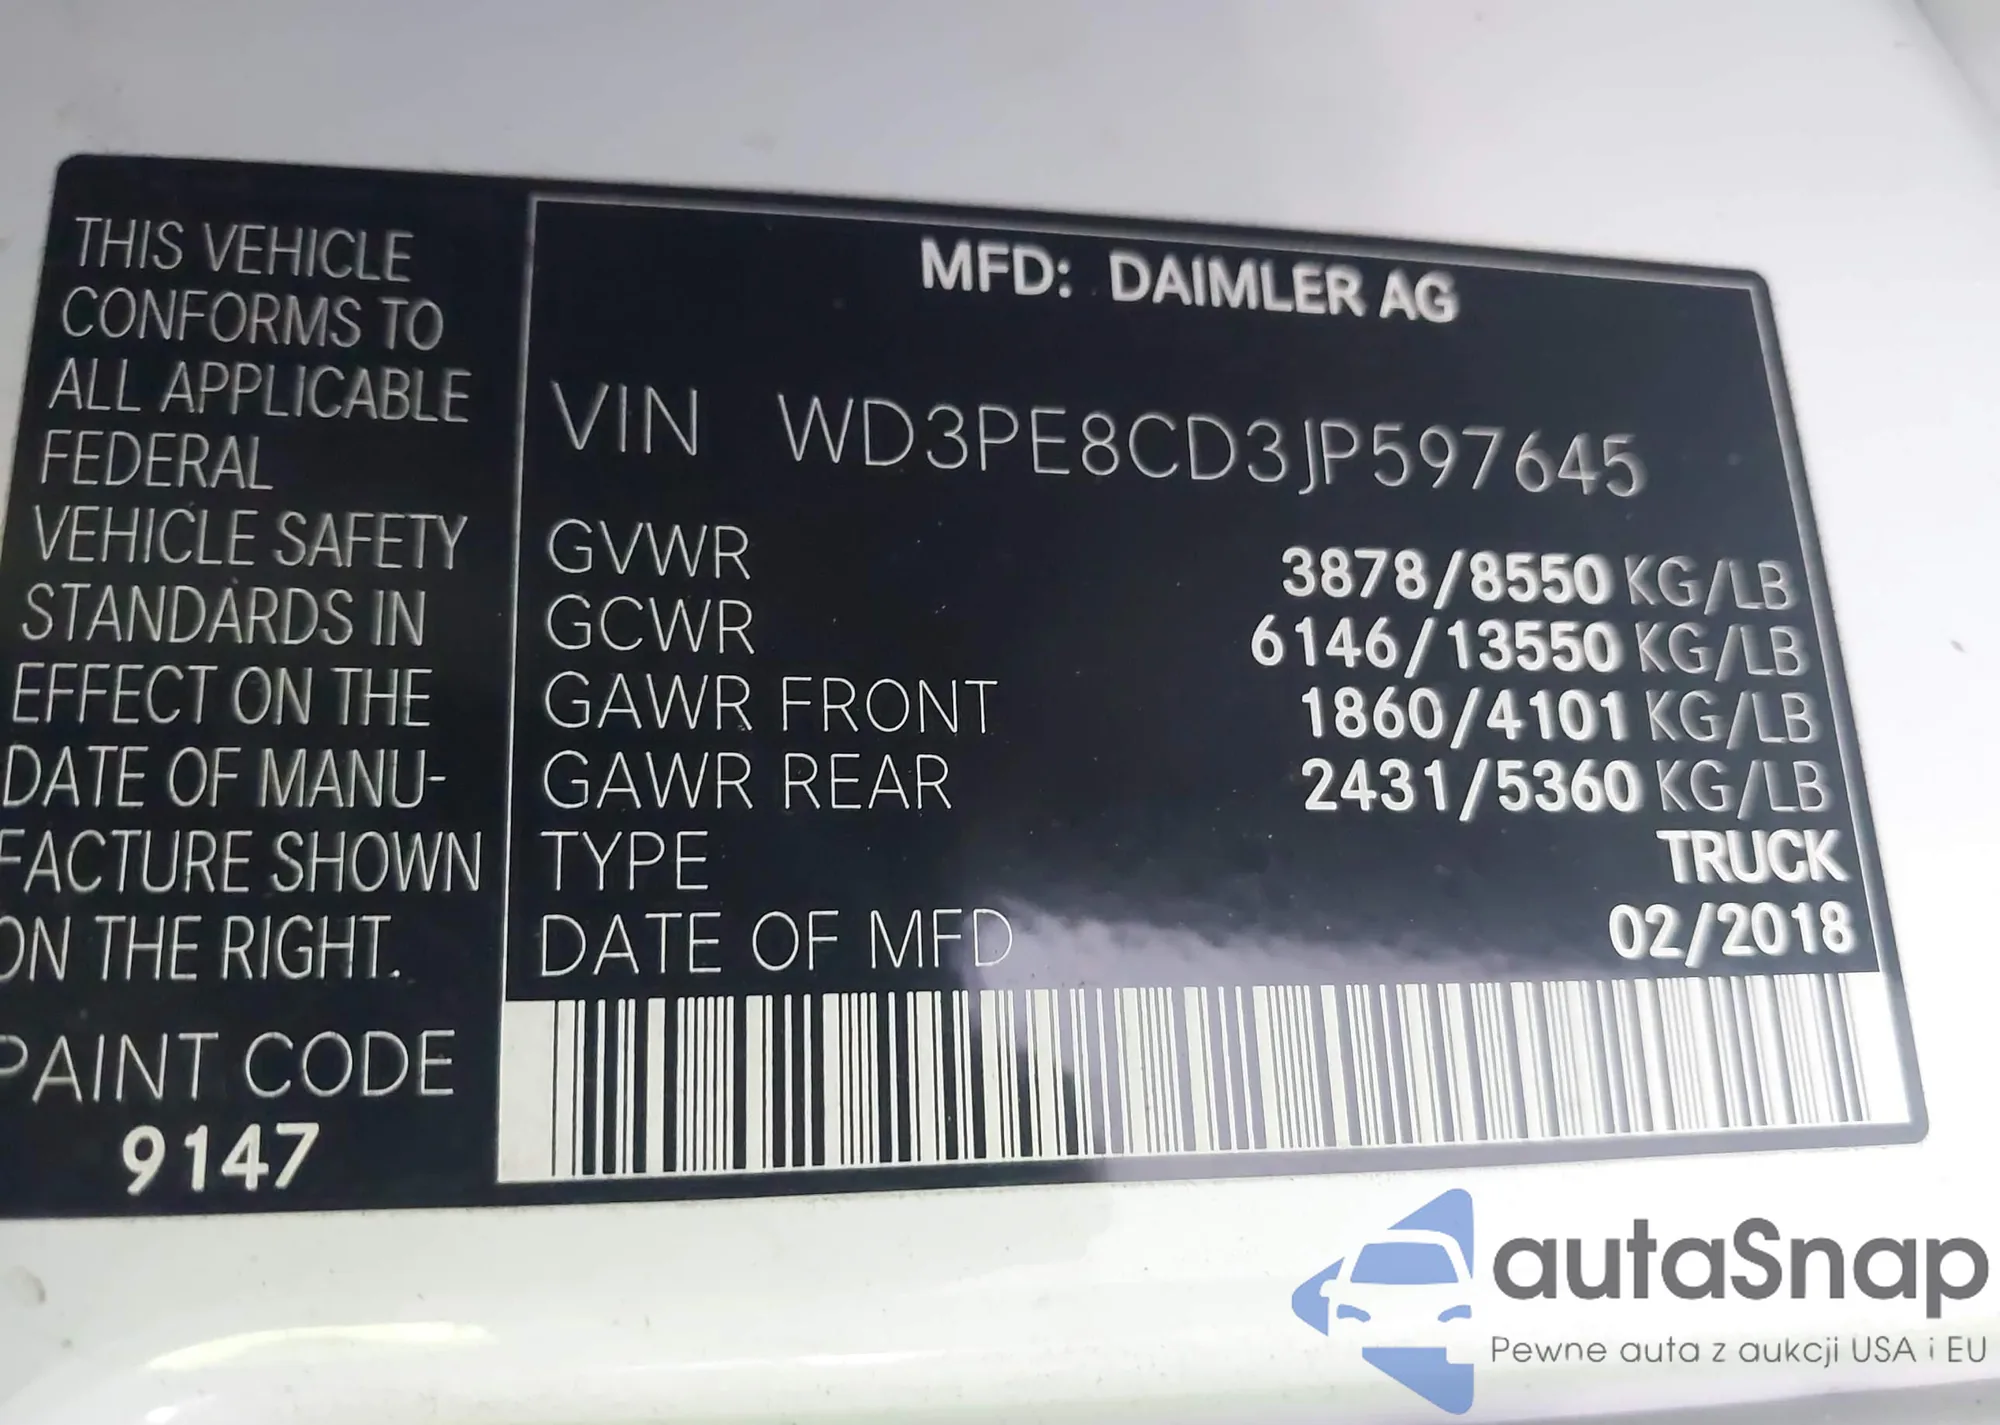 THIS VEHICLE
CONFORMS TO
ALL APPLICABLE
FEDERAL
VEHICLE SAFETY
STANDARDS IN
EFFECT ON THE
DATE OF MANU-
FACTURE SHOWN
ON THE RIGHT.
PAINT CODE
9147
MFD: DAIMLER AG
VIN WD3PE8CD3JP597645
GVWR 3878/8550 KG/LB
GCWR 6146/13550 KG/LB
GAWR FRONT 1860/4101 KG/LB
GAWR REAR 2431/5360 KG/LB
TYPE TRUCK
DATE OF MFD 02/2018
autaSnap
Pewne auta z aukcji USA i EU